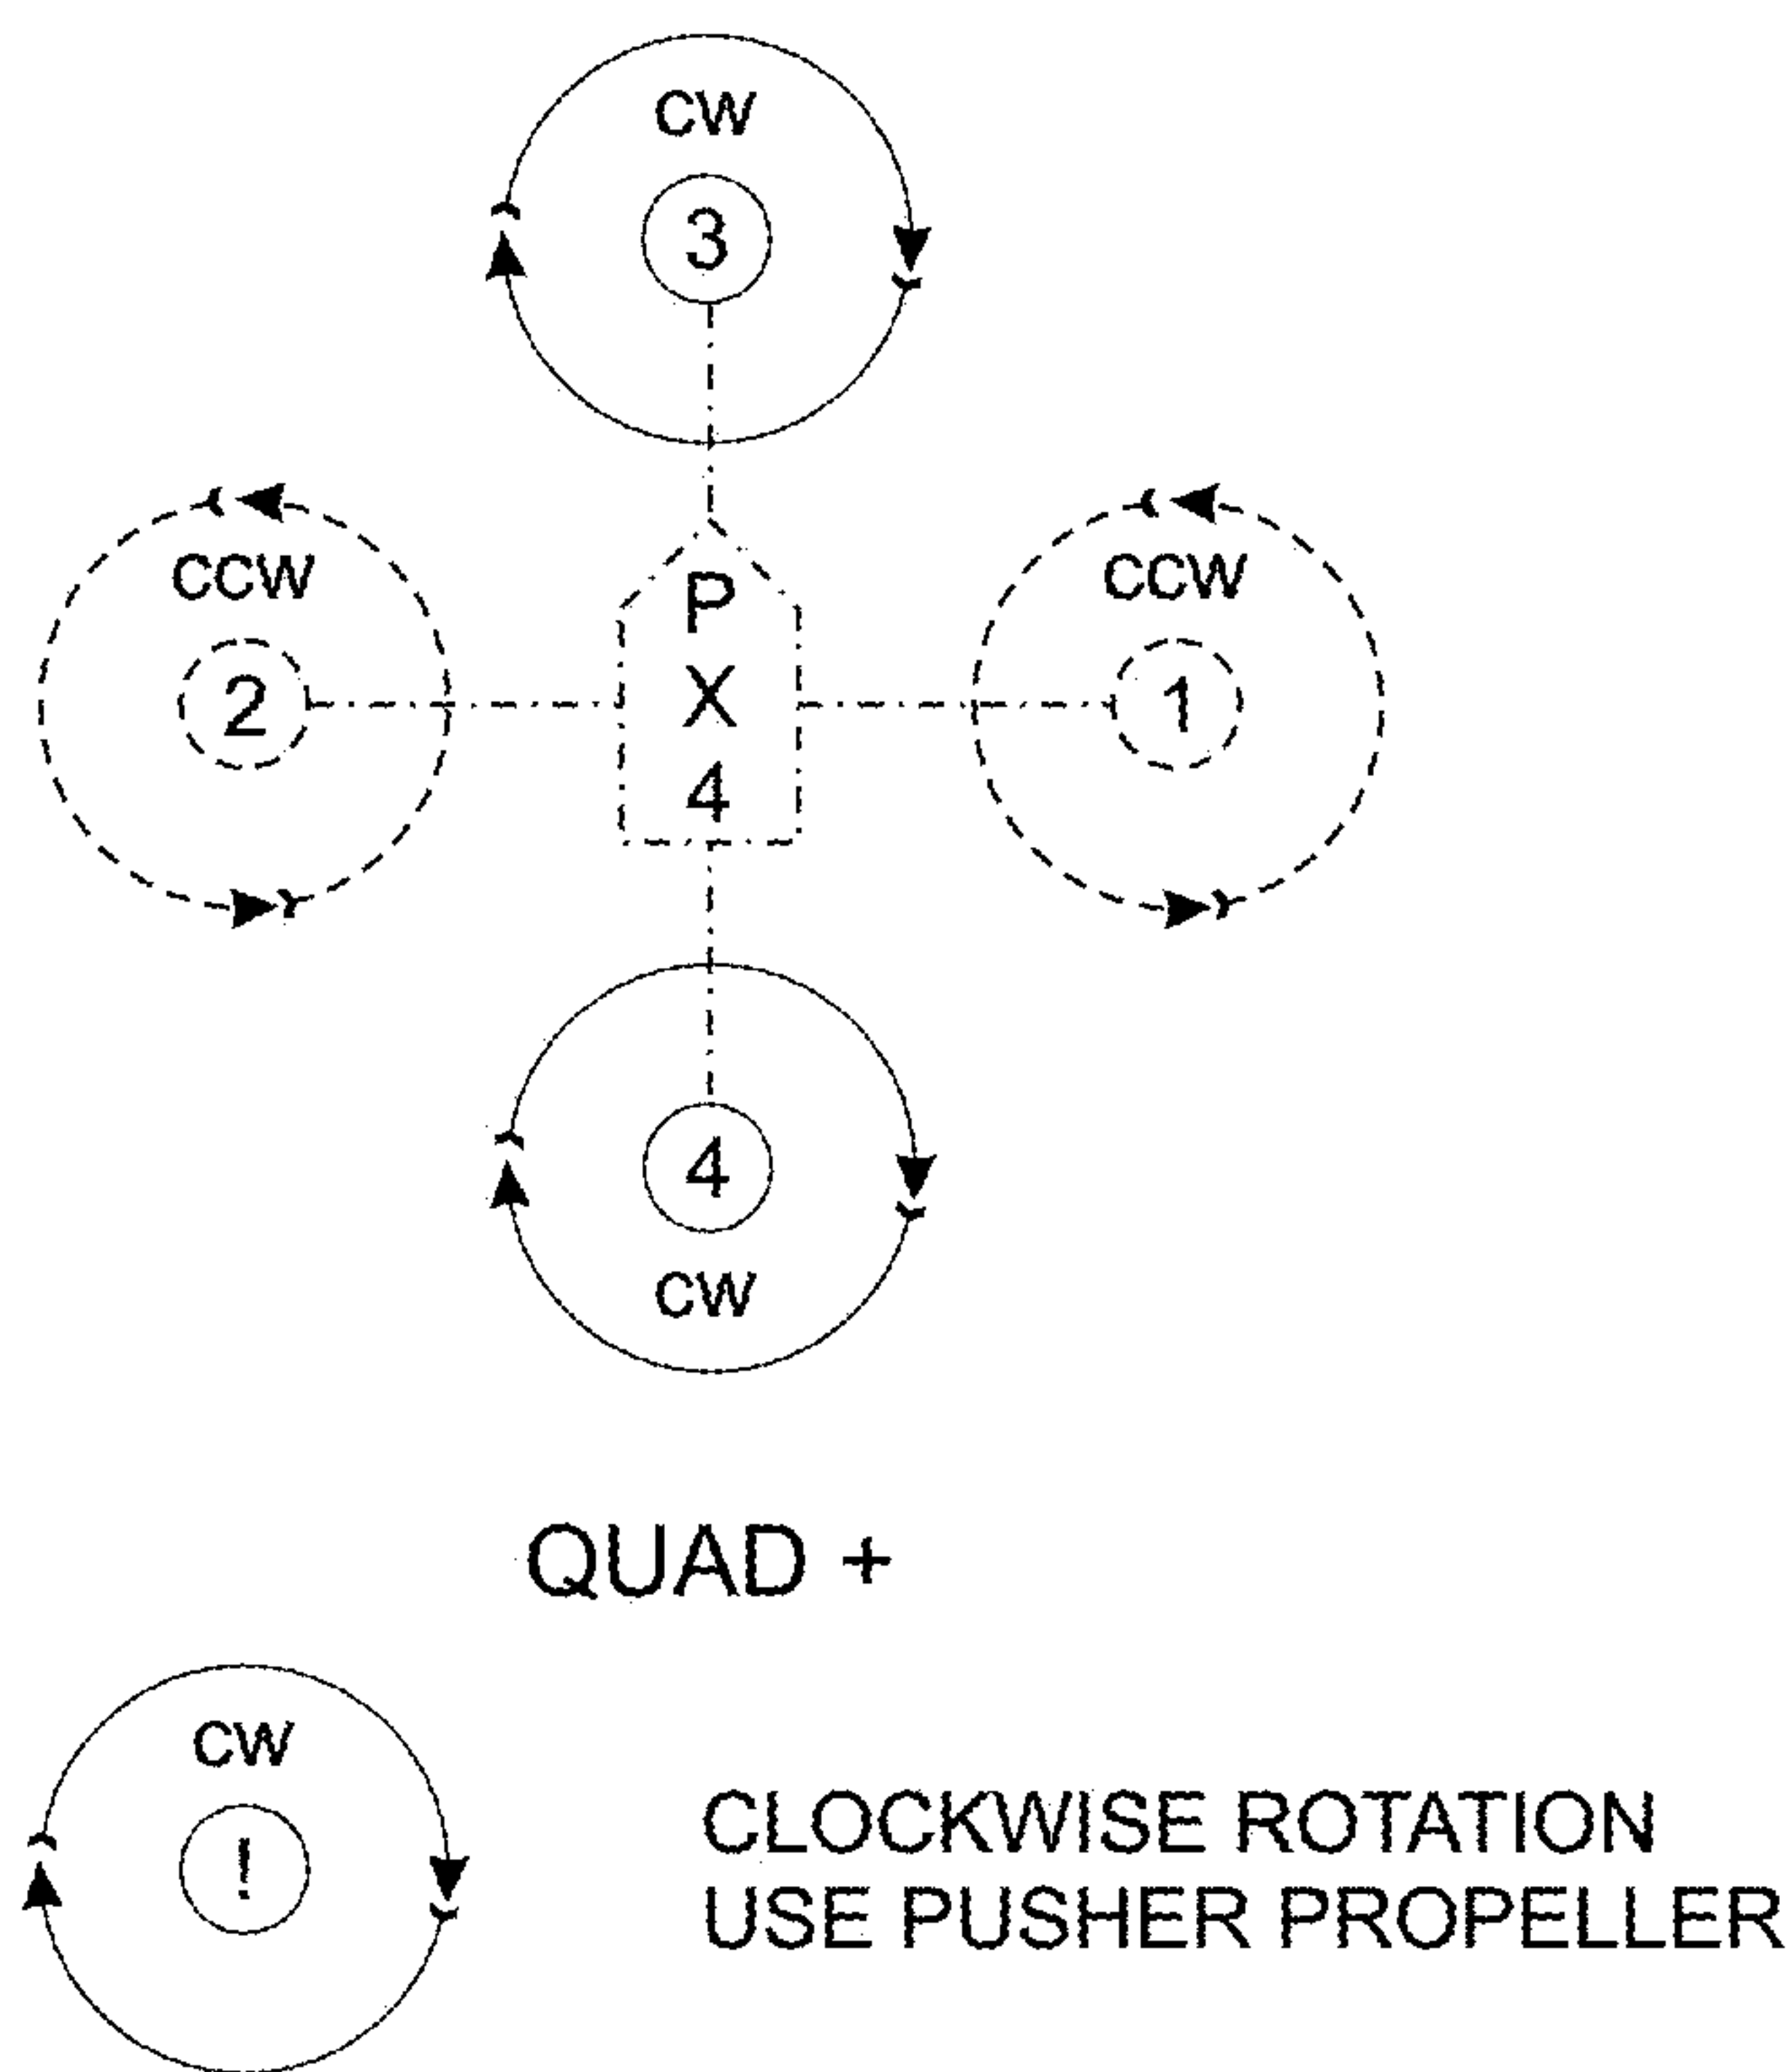 CW
3
CCW
2
P
X
4
CCW
1
4
CW
QUAD +
CW
!
CLOCKWISE ROTATION
USE PUSHER PROPELLER